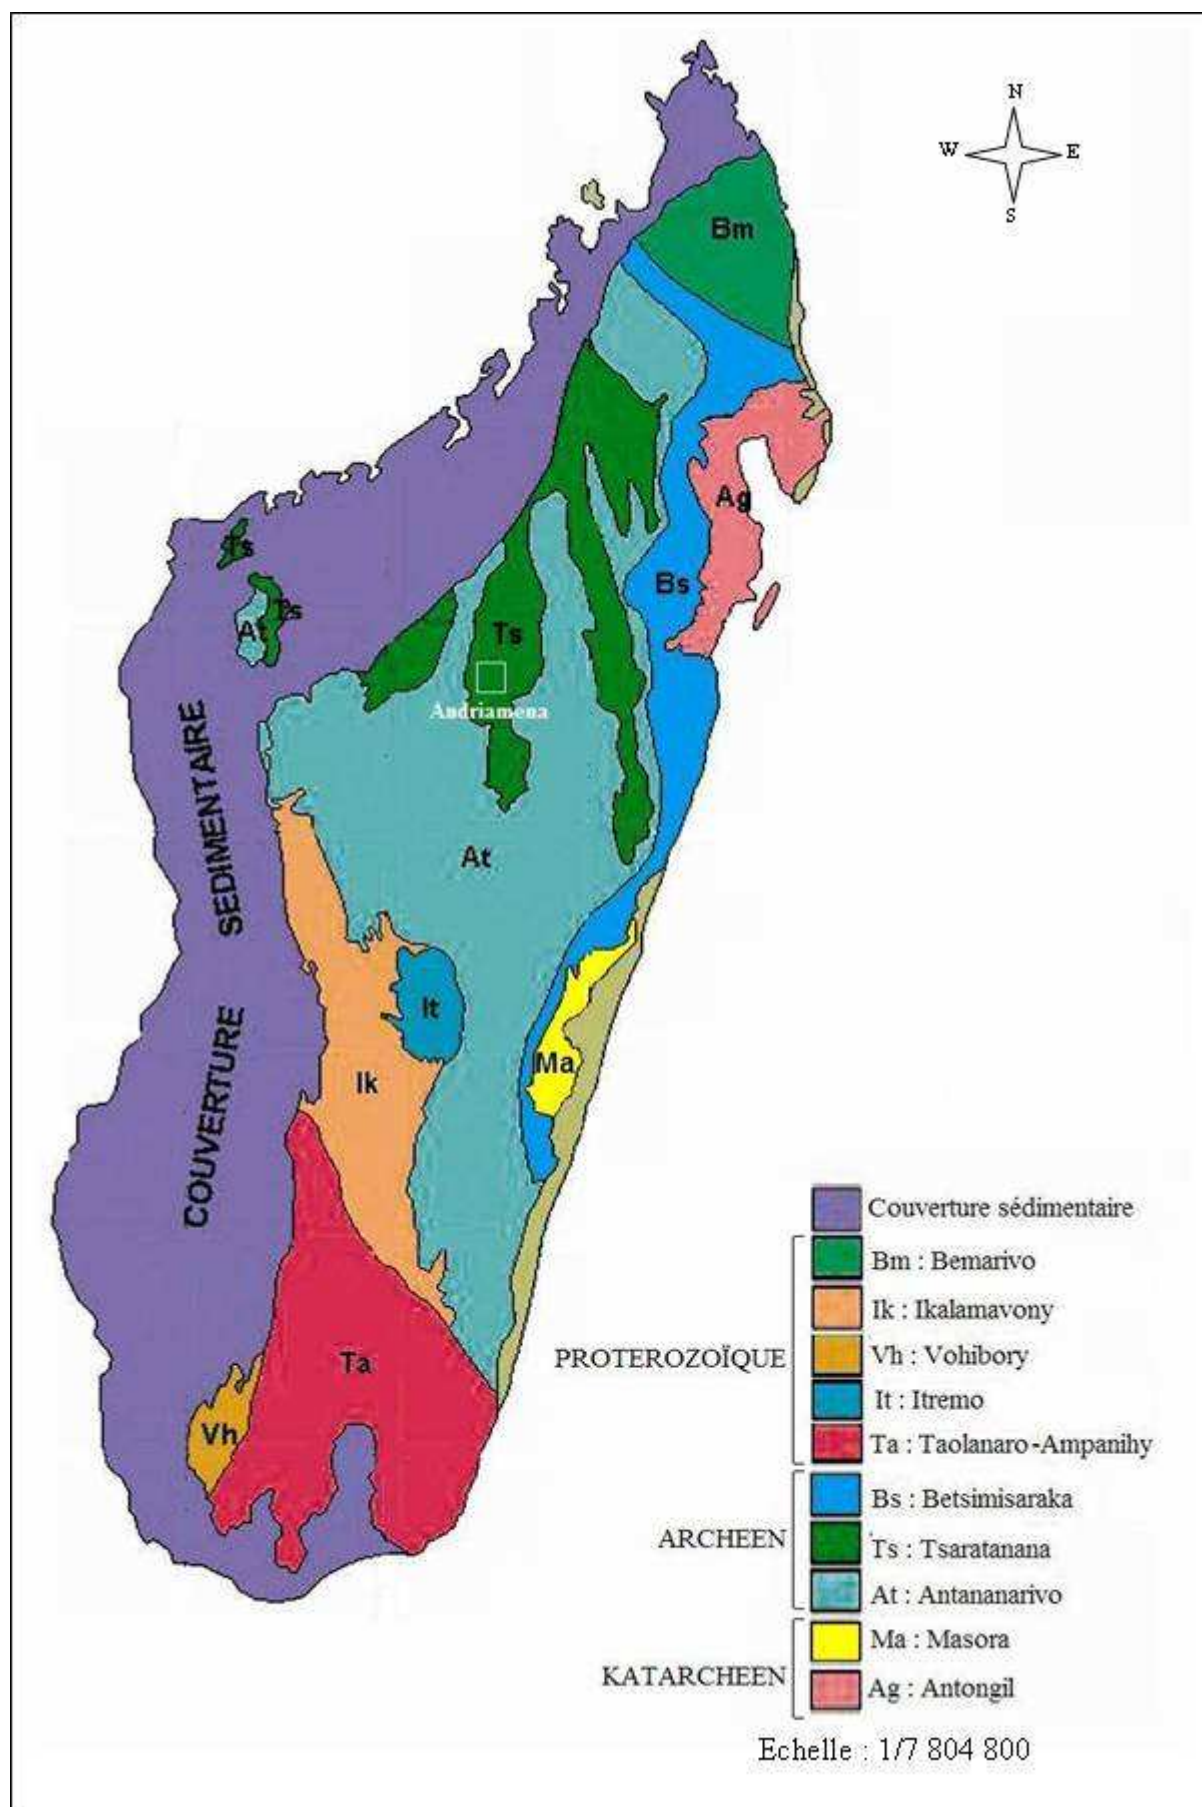 N
W
E
S
Bm
Ag
Ts
Bs
Ts
At
Ts
Andriamena
At
It
Ik
Ma
Ta
Vh
COUVERTURE SEDIMENTAIRE
Couverture sédimentaire
PROTEROZOÏQUE
Bm : Bemarivo
Ik : Ikalamavony
Vh : Vohibory
It : Itremo
Ta : Taolanaro-Ampanihy
ARCHEEN
Bs : Betsimisaraka
Ts : Tsaratanana
At : Antananarivo
KATARCHEEN
Ma : Masora
Ag : Antongil
Echelle : 1/7 804 800